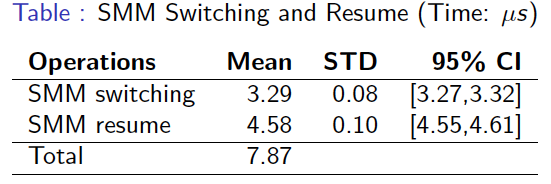 Table : SMM Switching and Resume (Time: μs)
Operations Mean STD 95% CI
SMM switching 3.29 0.08 [3.27,3.32]
SMM resume 4.58 0.10 [4.55,4.61]
Total 7.87